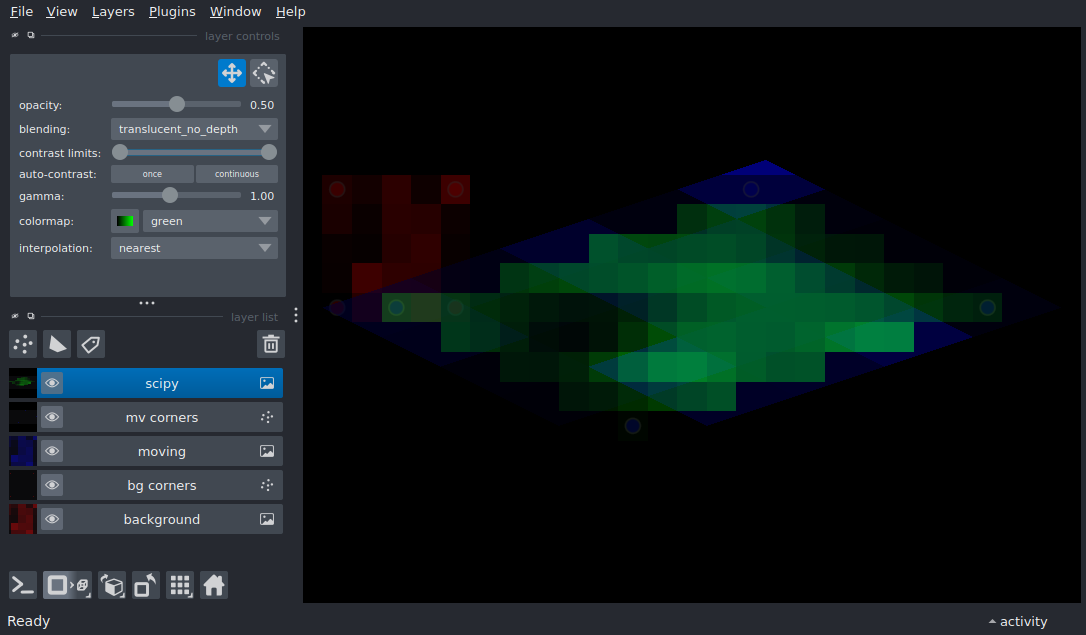 File View Layers Plugins Window Help
layer controls
opacity: 0.50
blending: translucent_no_depth
contrast limits:
auto-contrast: once continuous
gamma: 1.00
colormap: green
interpolation: nearest
layer list
scipy
mv corners
moving
bg corners
background
Ready activity